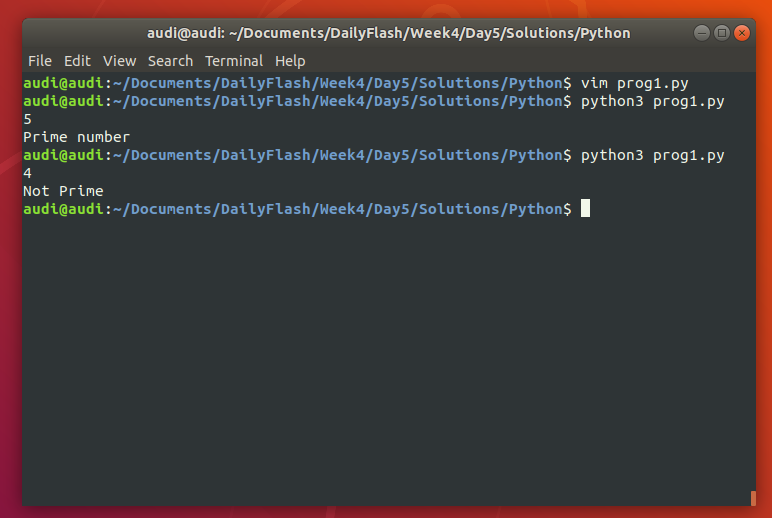 audi@audi: ~/Documents/DailyFlash/Week4/Day5/Solutions/Python
File Edit View Search Terminal Help
audi@audi:~/Documents/DailyFlash/Week4/Day5/Solutions/Python$ vim prog1.py
audi@audi:~/Documents/DailyFlash/Week4/Day5/Solutions/Python$ python3 prog1.py
5
Prime number
audi@audi:~/Documents/DailyFlash/Week4/Day5/Solutions/Python$ python3 prog1.py
4
Not Prime
audi@audi:~/Documents/DailyFlash/Week4/Day5/Solutions/Python$